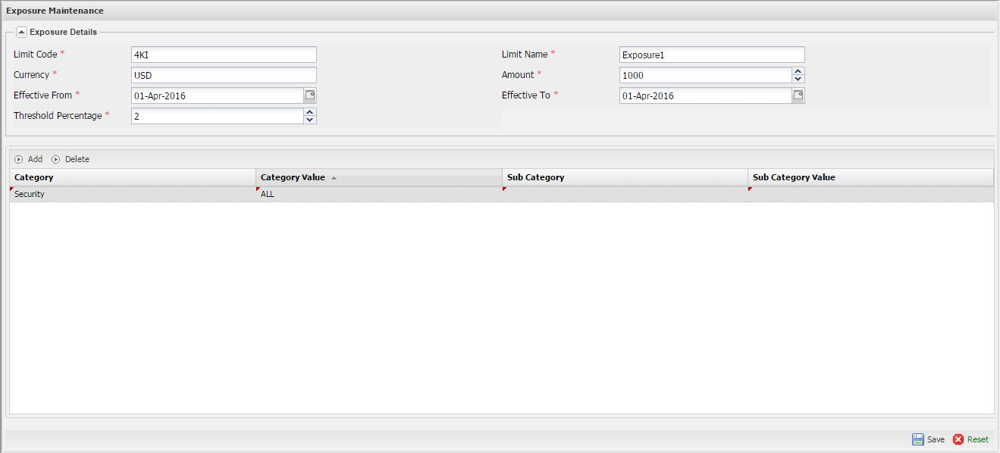 Exposure Maintenance
Exposure Details
Limit Code * 4KI Limit Name * Exposure1
Currency * USD Amount * 1000
Effective From * 01-Apr-2016 Effective To * 01-Apr-2016
Threshold Percentage * 2
Add Delete
Category Category Value Sub Category Sub Category Value
Security ALL
Save Reset